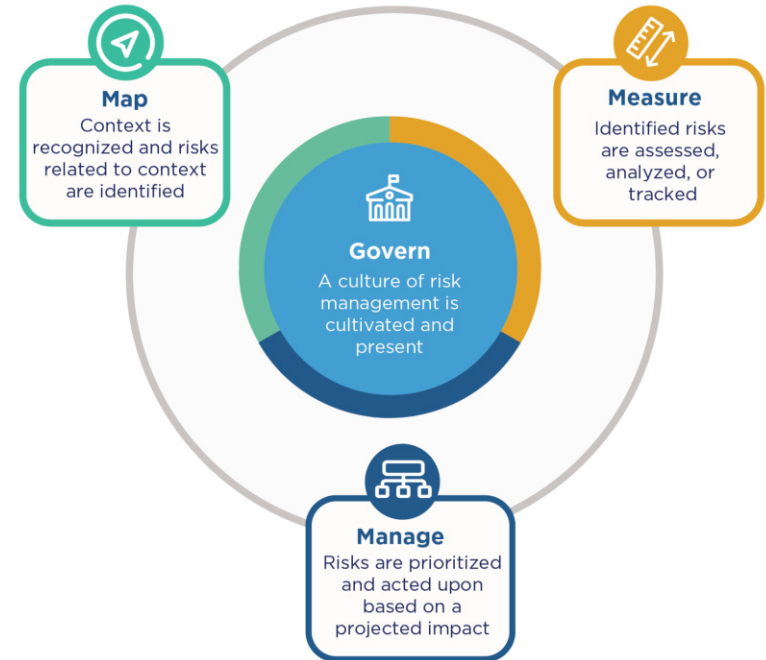 Map
Context is
recognized and risks
related to context
are identified
Measure
Identified risks
are assessed,
analyzed, or
tracked
Govern
A culture of risk
management is
cultivated and
present
Manage
Risks are prioritized
and acted upon
based on a
projected impact